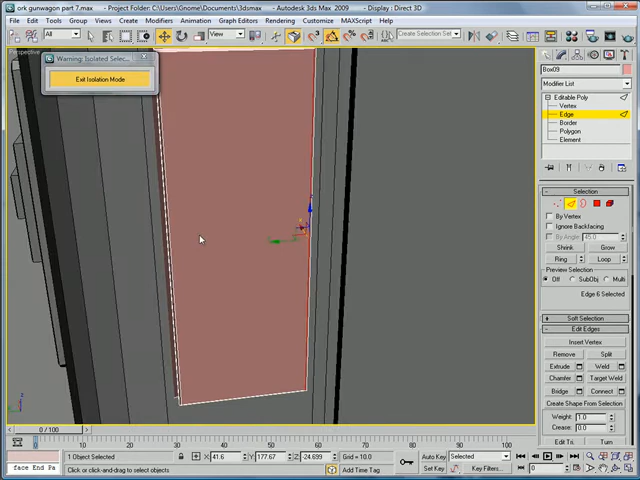 ork gunwagon part 7.max - Project Folder: C:\Users\Gnome\Documents\3dsmax - Autodesk 3ds Max 2009 - Display: Direct 3D
File Edit Tools Group Views Create Modifiers Animation Graph Editors Rendering Customize MAXScript Help
All View Create Selection Set
Perspective
Warning: Isolated Selec...
Exit Isolation Mode
Box09
Modifier List
Editable Poly
Vertex
Edge
Border
Polygon
Element
Selection
By Vertex
Ignore Backfacing
By Angle: 45.0
Shrink Grow
Ring Loop
Preview Selection
Off SubObj Multi
Edge 6 Selected
Soft Selection
Edit Edges
Insert Vertex
Remove Split
Extrude Weld
Chamfer Target Weld
Bridge Connect
Create Shape From Selection
Weight: 1.0
Crease: 0.0
Edit Tri. Turn
0 / 100
0 10 20 30 40 50 60 70 80 90 100
1 Object Selected X: 41.6 Y: 177.67 Z: -24.699 Grid = 10.0 Auto Key Selected
face End Pa Click or click-and-drag to select objects Add Time Tag Set Key Key Filters... 0